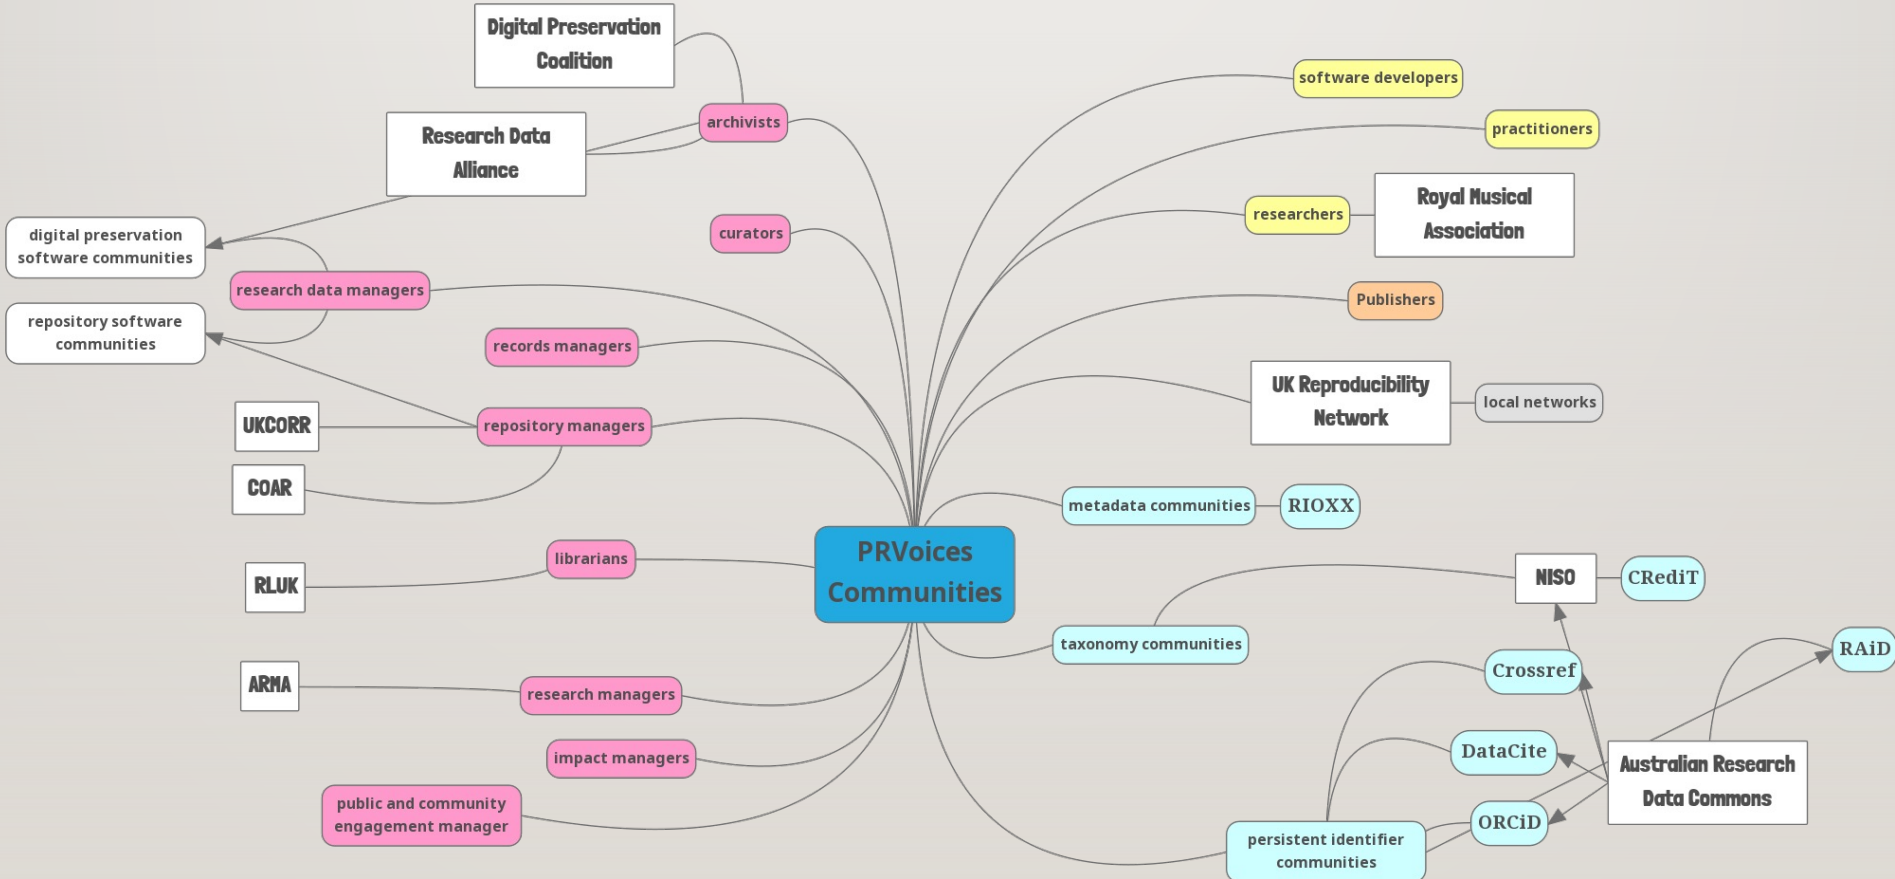 Digital Preservation
Coalition
archivists
Research Data
Alliance
curators
digital preservation
software communities
research data managers
repository software
communities
records managers
UKCORR
repository managers
COAR
librarians
RLUK
ARMA
research managers
impact managers
public and community
engagement manager
PRVoices
Communities
software developers
practitioners
researchers
Royal Musical
Association
Publishers
UK Reproducibility
Network
local networks
metadata communities
RIOXX
NISO
CRediT
taxonomy communities
Crossref
RAiD
DataCite
Australian Research
Data Commons
ORCiD
persistent identifier
communities